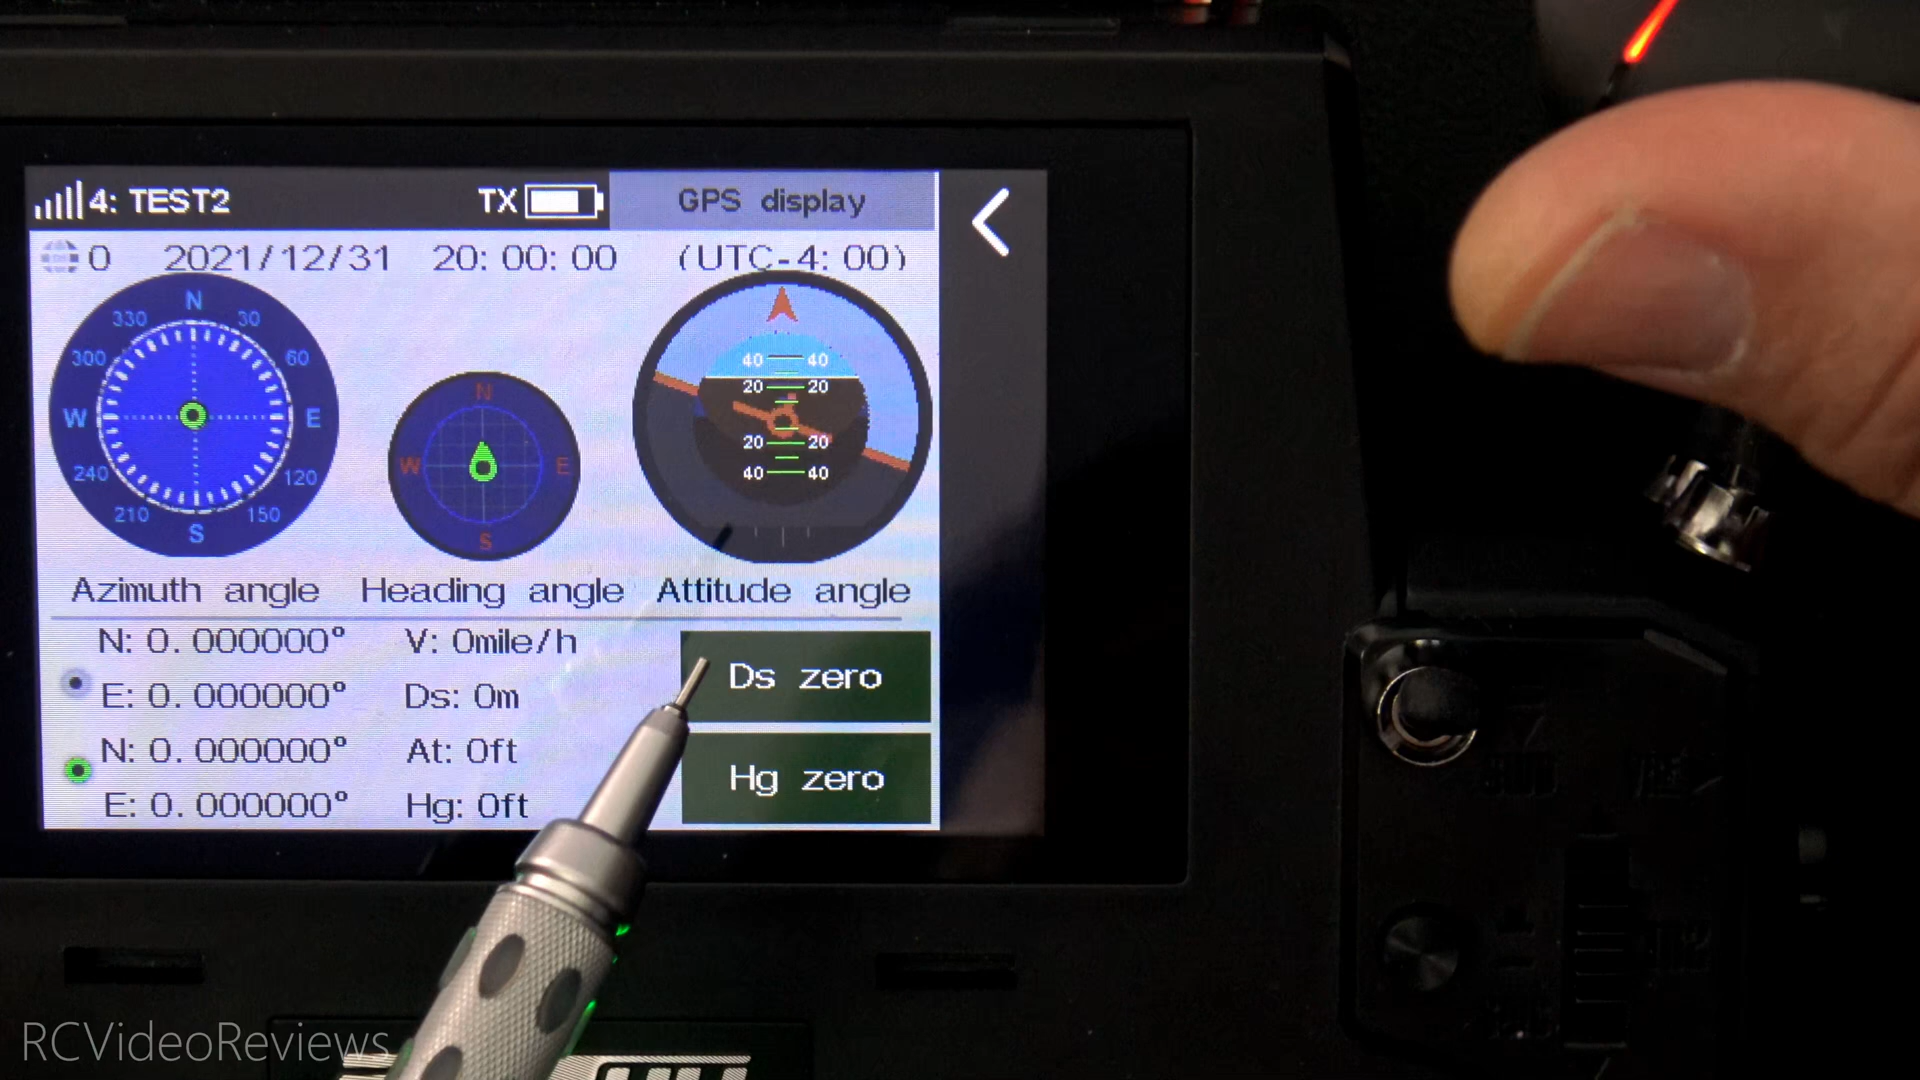 4: TEST2 TX GPS display
0 2021/12/31 20: 00: 00 (UTC-4: 00)
N
330 30
300 60
W E
240 120
210 150
S
N
W E
S
40 40
20 20
20 20
40 40
Azimuth angle Heading angle Attitude angle
N: 0. 000000° V: 0mile/h
E: 0. 000000° Ds: 0m
N: 0. 000000° At: 0ft
E: 0. 000000° Hg: 0ft
Ds zero
Hg zero
RCVideoReviews